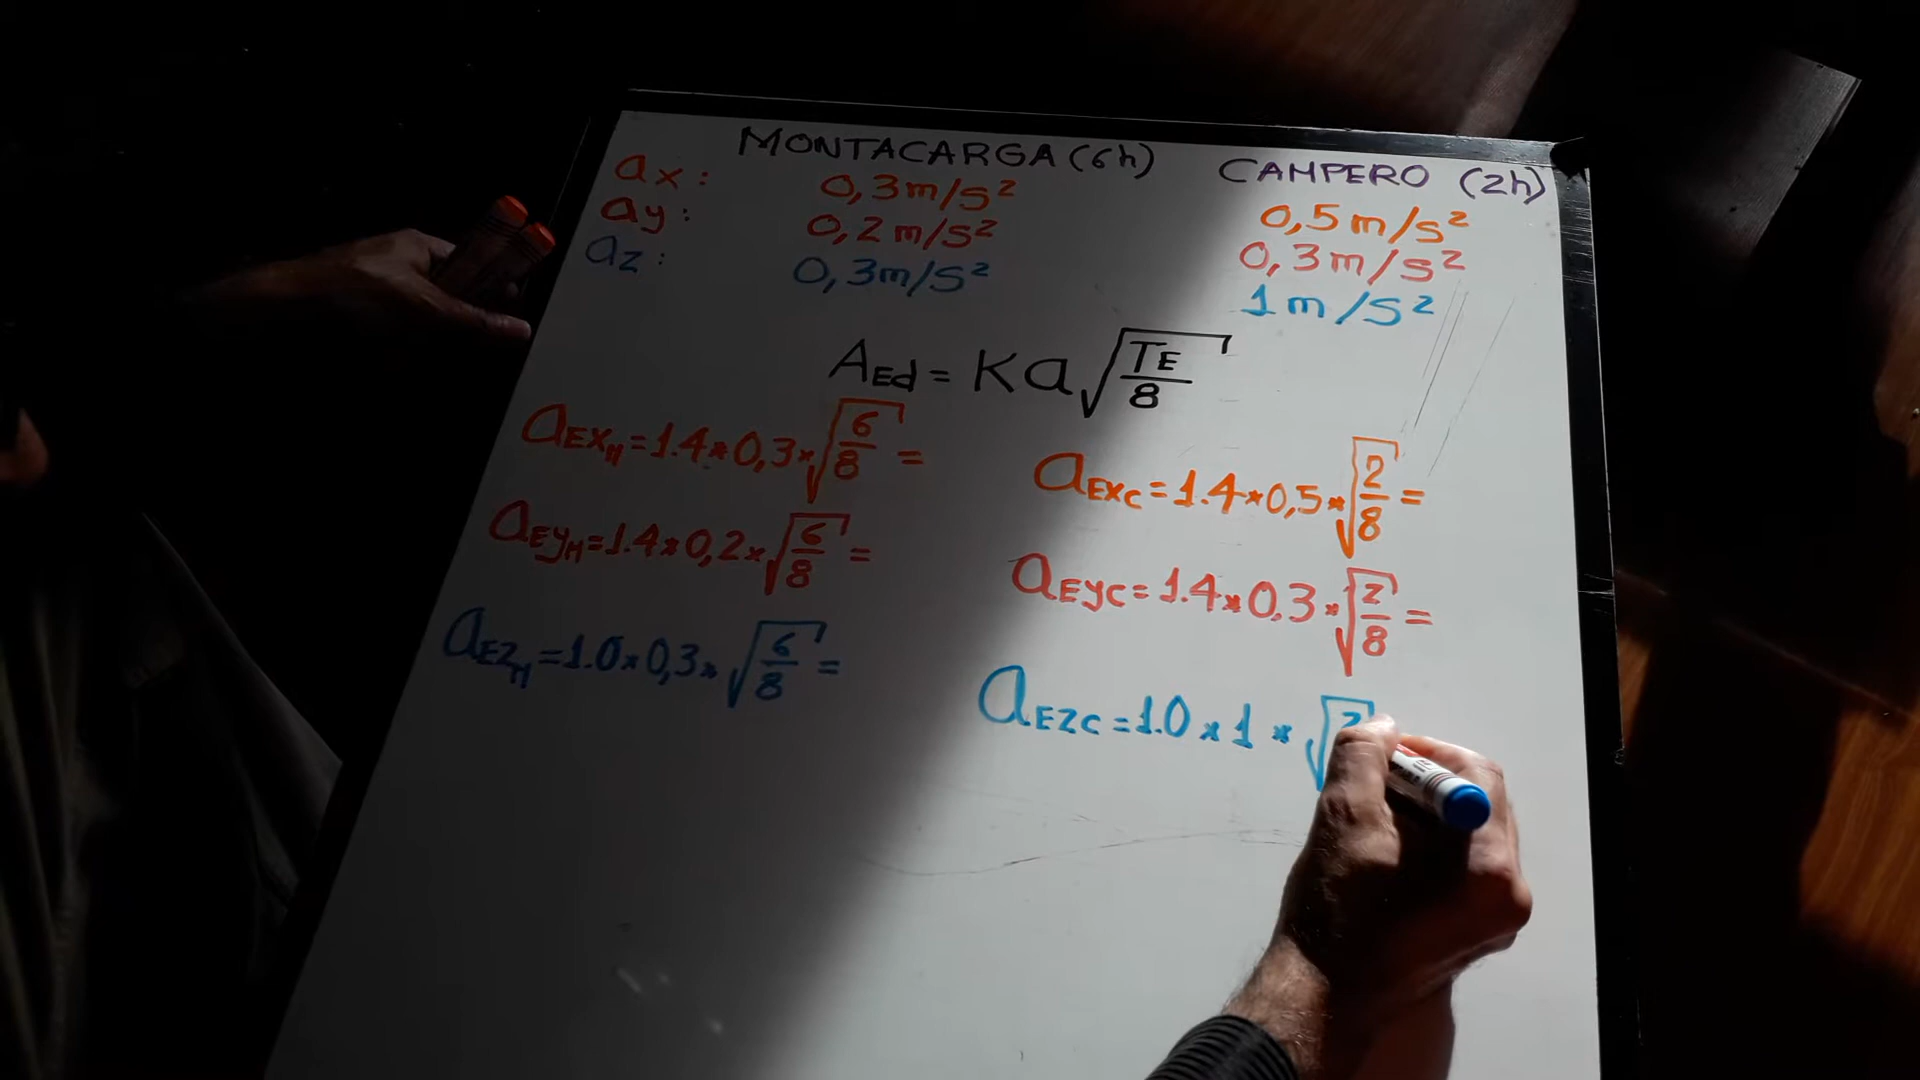 MONTACARGA (6h) CAMPERO (2h)
ax: 0,3m/s² 0,5m/s²
ay: 0,2m/s² 0,3m/s²
az: 0,3m/s² 1m/s²
AEd = Ka√TE/8
aExM=1.4*0,3*√6/8 =
aExc=1.4*0,5*√2/8 =
aEyM=1.4*0,2*√6/8 =
aEyc=1.4*0.3*√2/8 =
aEzM=1.0*0,3*√6/8 =
aEzc=1.0*1*√2